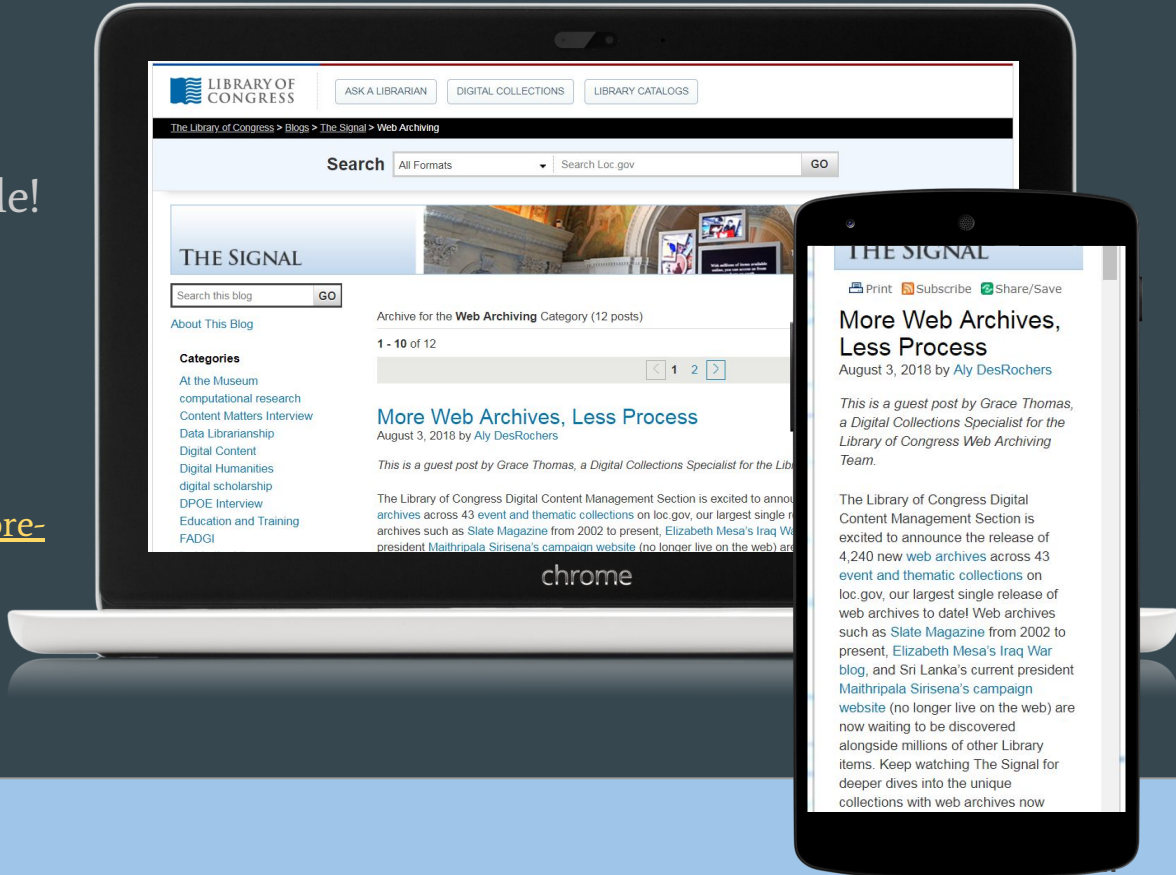 le!
ore-
LIBRARY OF
CONGRESS
ASK A LIBRARIAN
DIGITAL COLLECTIONS
LIBRARY CATALOGS
The Library of Congress > Blogs > The Signal > Web Archiving
Search All Formats Search Loc.gov GO
THE SIGNAL
Search this blog GO
About This Blog
Categories
At the Museum
computational research
Content Matters Interview
Data Librarianship
Digital Content
Digital Humanities
digital scholarship
DPOE Interview
Education and Training
FADGI
Archive for the Web Archiving Category (12 posts)
1 - 10 of 12
< 1 2 >
More Web Archives, Less Process
August 3, 2018 by Aly DesRochers
This is a guest post by Grace Thomas, a Digital Collections Specialist for the Lib
The Library of Congress Digital Content Management Section is excited to annou
archives across 43 event and thematic collections on loc.gov, our largest single r
archives such as Slate Magazine from 2002 to present, Elizabeth Mesa's Iraq Wa
president Maithripala Sirisena's campaign website (no longer live on the web) are
chrome
THE SIGNAL
Print Subscribe Share/Save
More Web Archives,
Less Process
August 3, 2018 by Aly DesRochers
This is a guest post by Grace Thomas,
a Digital Collections Specialist for the
Library of Congress Web Archiving
Team.
The Library of Congress Digital
Content Management Section is
excited to announce the release of
4,240 new web archives across 43
event and thematic collections on
loc.gov, our largest single release of
web archives to date! Web archives
such as Slate Magazine from 2002 to
present, Elizabeth Mesa's Iraq War
blog, and Sri Lanka's current president
Maithripala Sirisena's campaign
website (no longer live on the web) are
now waiting to be discovered
alongside millions of other Library
items. Keep watching The Signal for
deeper dives into the unique
collections with web archives now